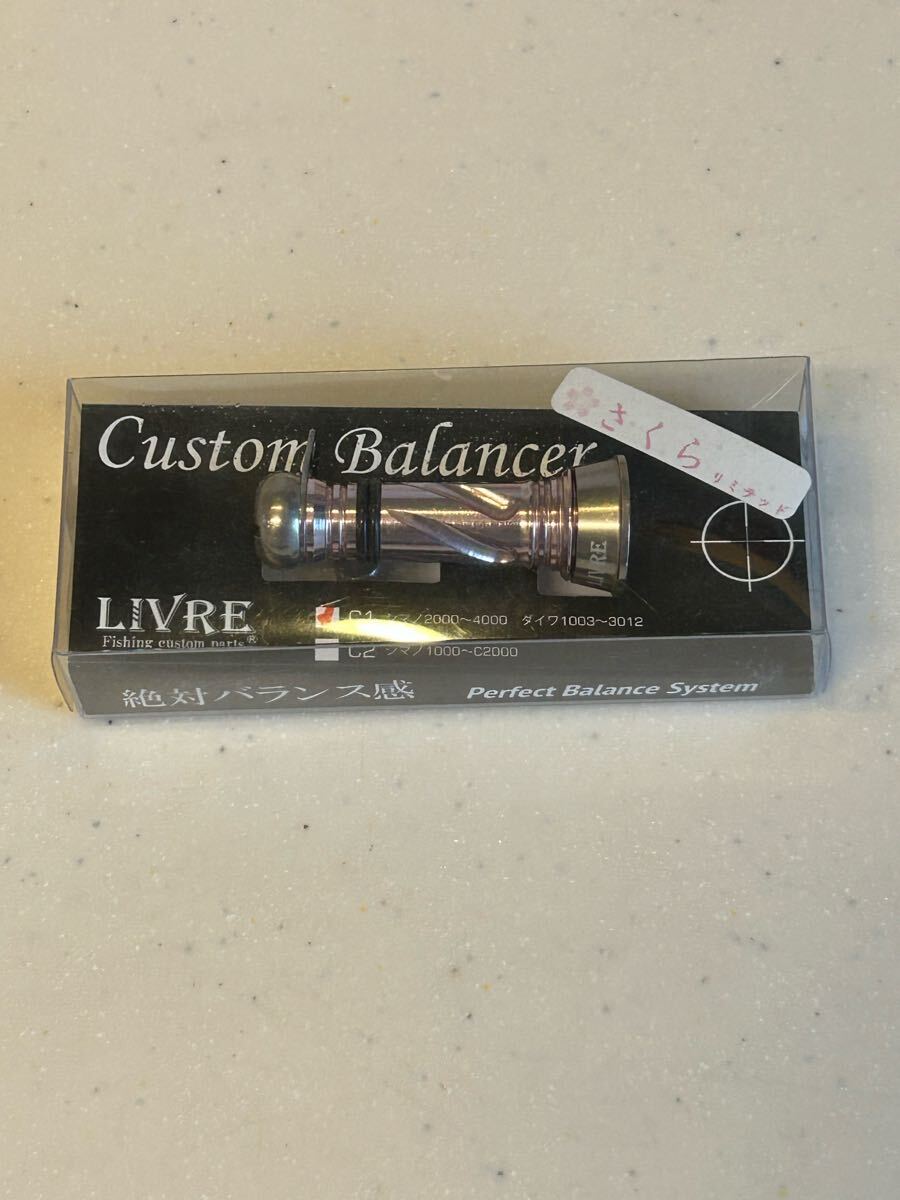 Custom Balancer
さくら リミテッド
LIVRE
LIVRE
Fishing custom parts®
C1 シマノ2000〜4000 ダイワ1003〜3012
C2 シマノ1000〜C2000
絶対バランス感 Perfect Balance System